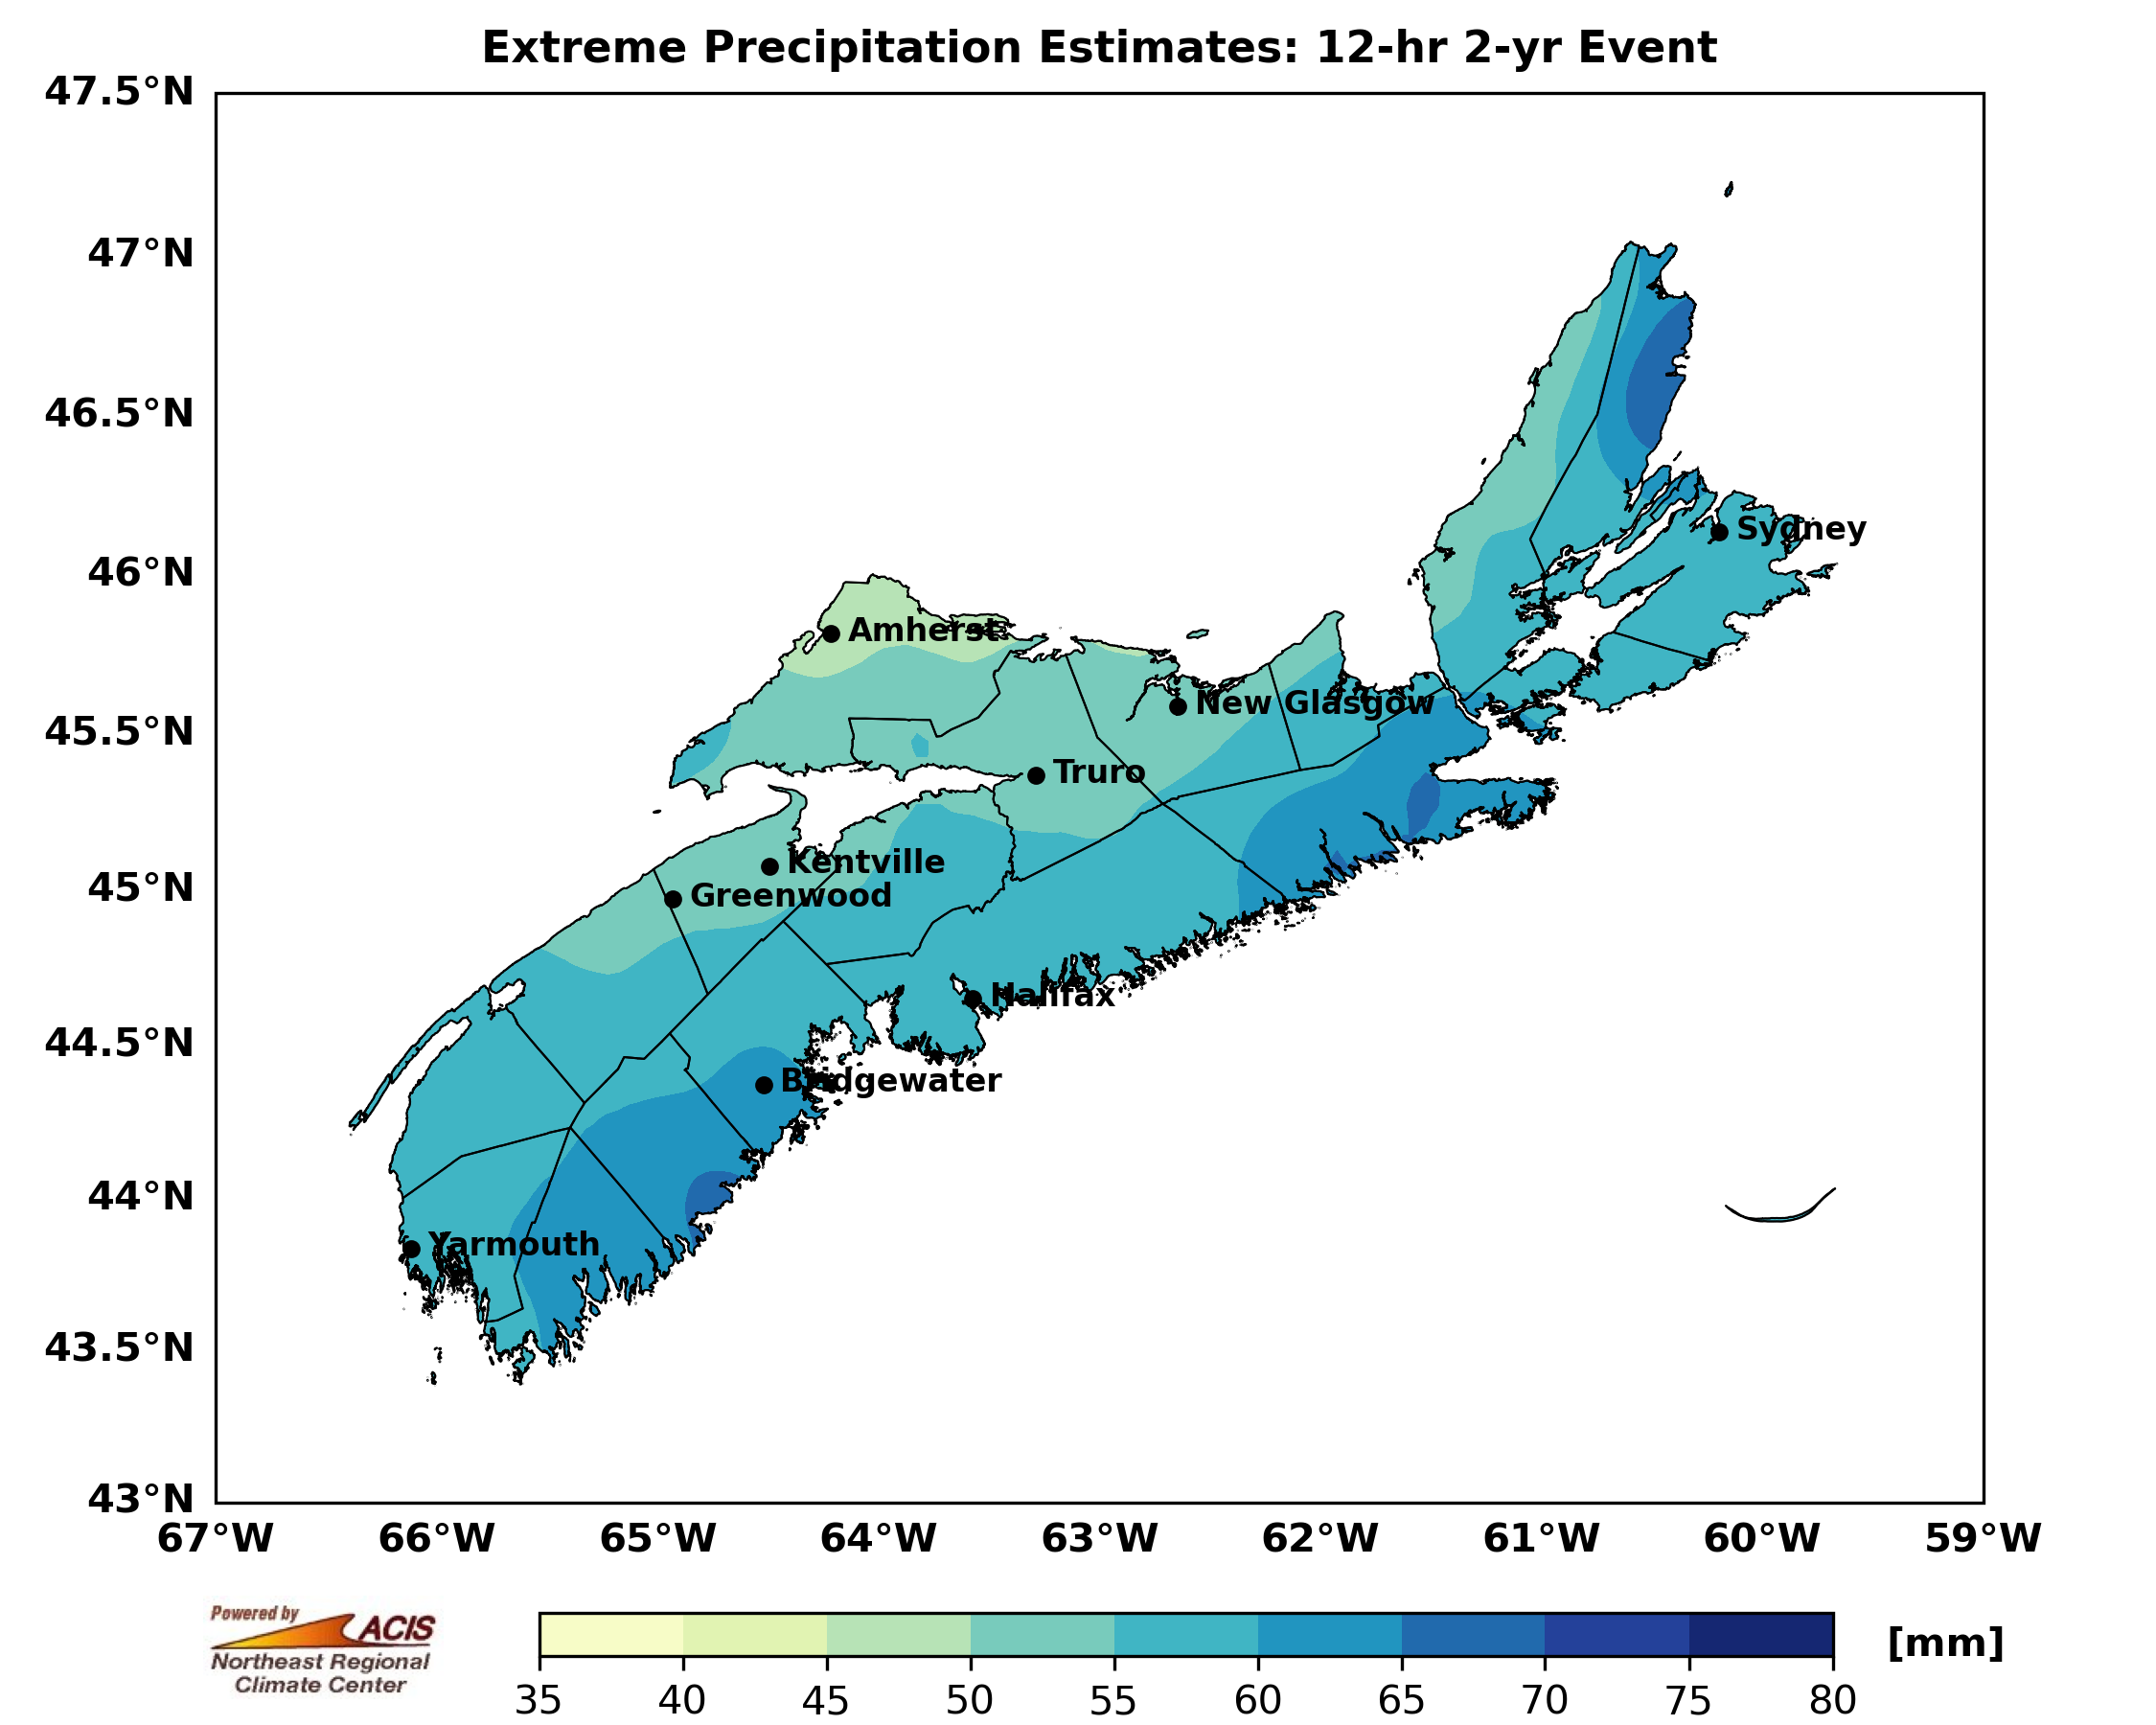 Extreme Precipitation Estimates: 12-hr 2-yr Event
47.5°N
47°N
46.5°N
46°N
45.5°N
45°N
44.5°N
44°N
43.5°N
43°N
Sydney
Amherst
New Glasgow
Truro
Kentville
Greenwood
Halifax
Bridgewater
Yarmouth
67°W 66°W 65°W 64°W 63°W 62°W 61°W 60°W 59°W
Powered by
ACIS
Northeast Regional
Climate Center
[mm]
35 40 45 50 55 60 65 70 75 80